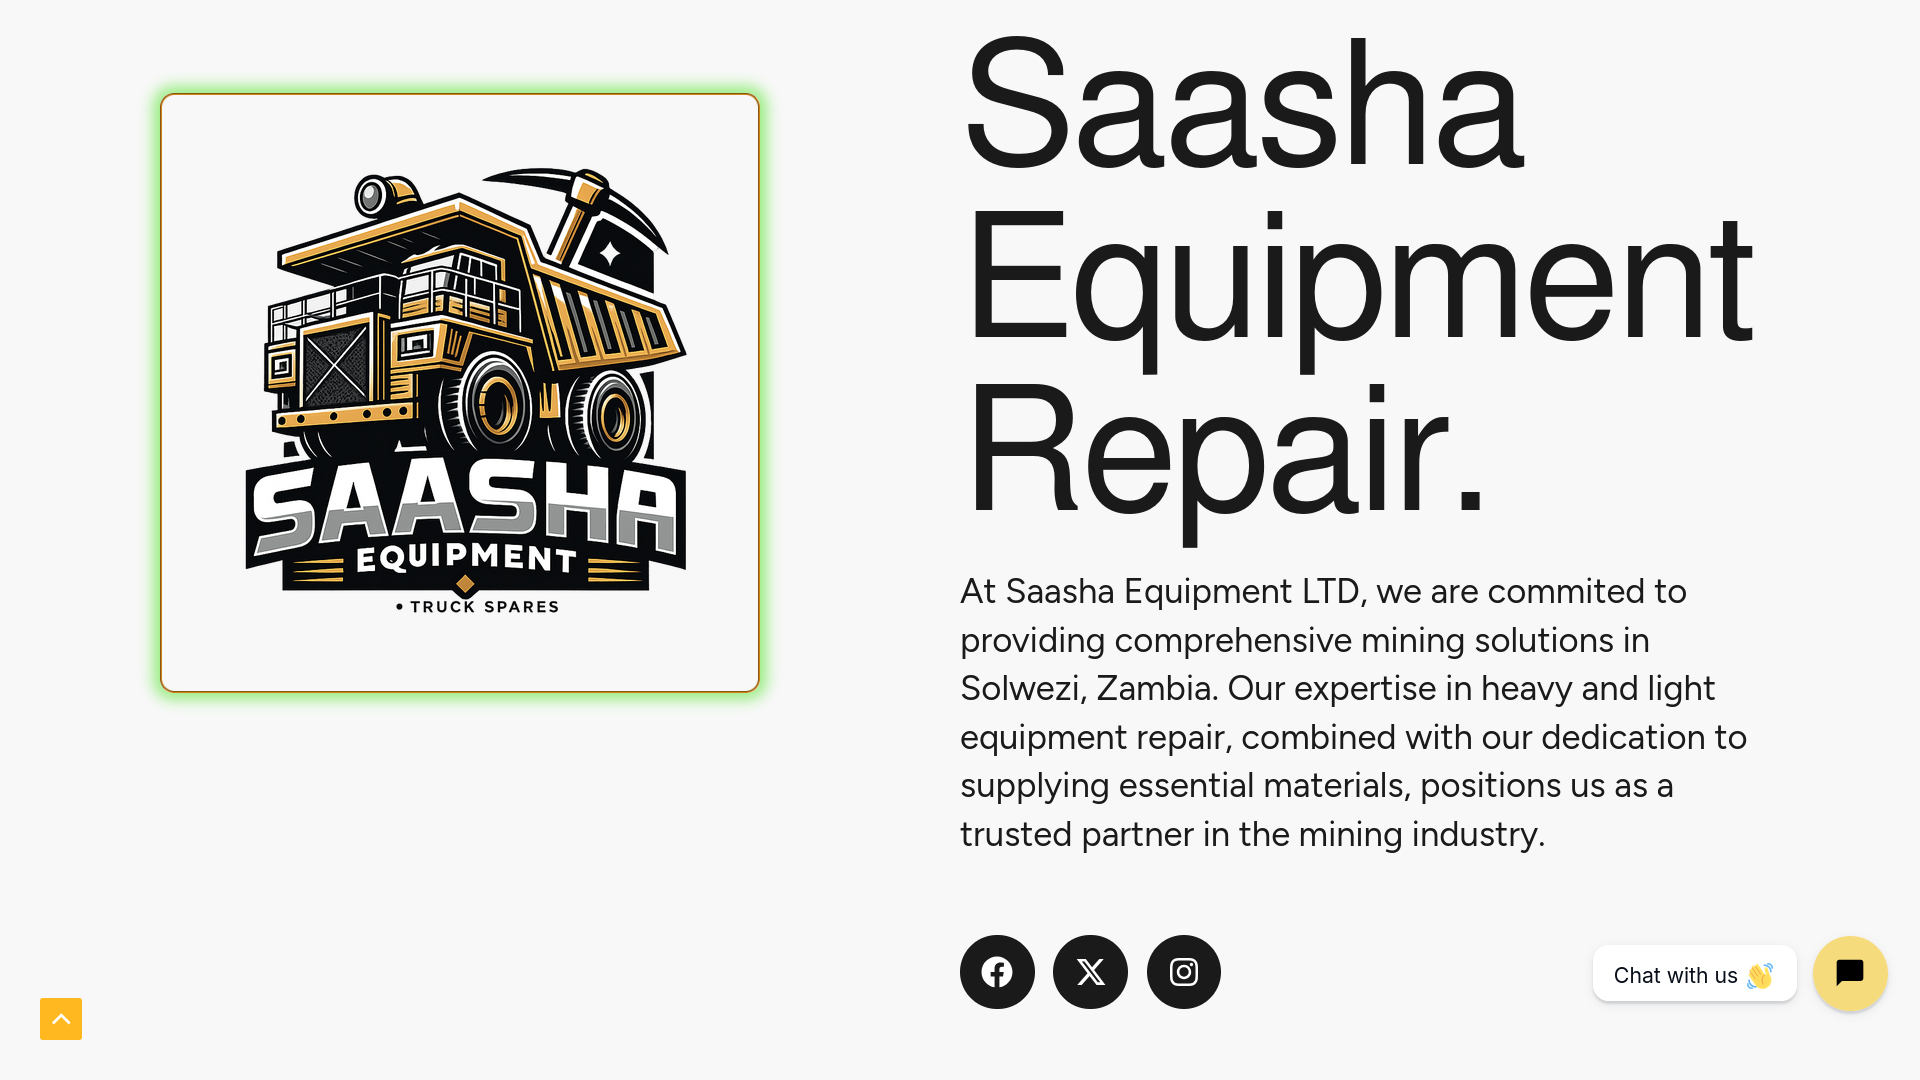 SAASHA
EQUIPMENT
• TRUCK SPARES
Saasha
Equipment
Repair.
At Saasha Equipment LTD, we are commited to
providing comprehensive mining solutions in
Solwezi, Zambia. Our expertise in heavy and light
equipment repair, combined with our dedication to
supplying essential materials, positions us as a
trusted partner in the mining industry.
Chat with us 👋